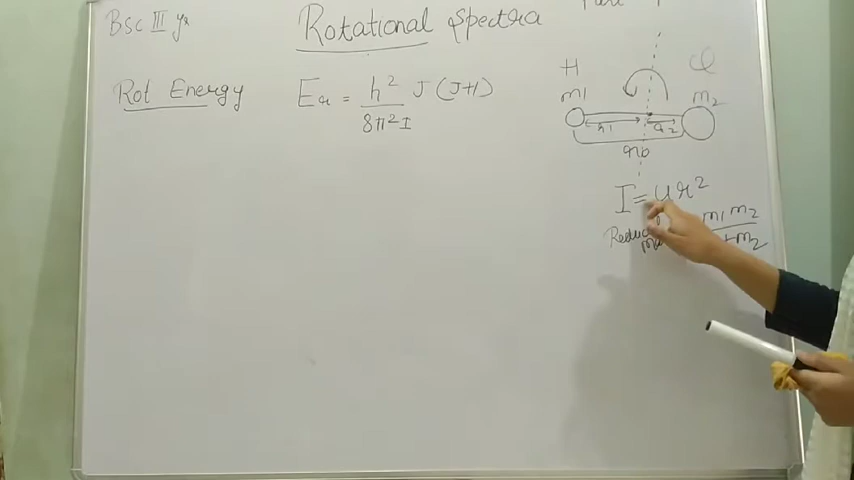 BSc III yr
Rotational Spectra
Rot Energy
Er = h² / 8π²I J (J+1)
H Cl
m1 m2
r1 r2
r0
I = μr²
m1 m2
+m2